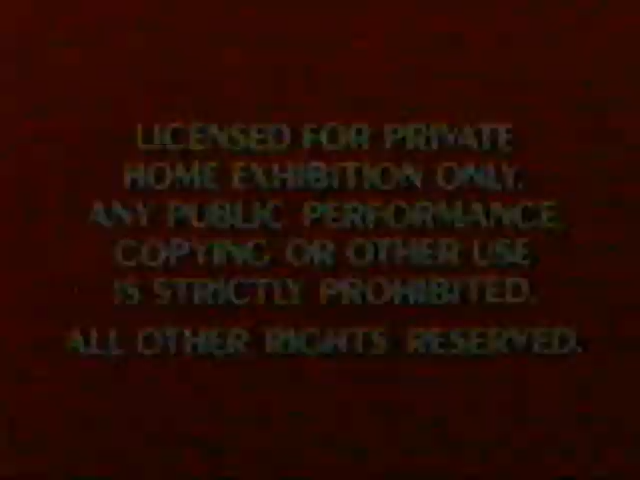 LICENSED FOR PRIVATE
HOME EXHIBITION ONLY.
ANY PUBLIC PERFORMANCE,
COPYING OR OTHER USE
IS STRICTLY PROHIBITED.
ALL OTHER RIGHTS RESERVED.